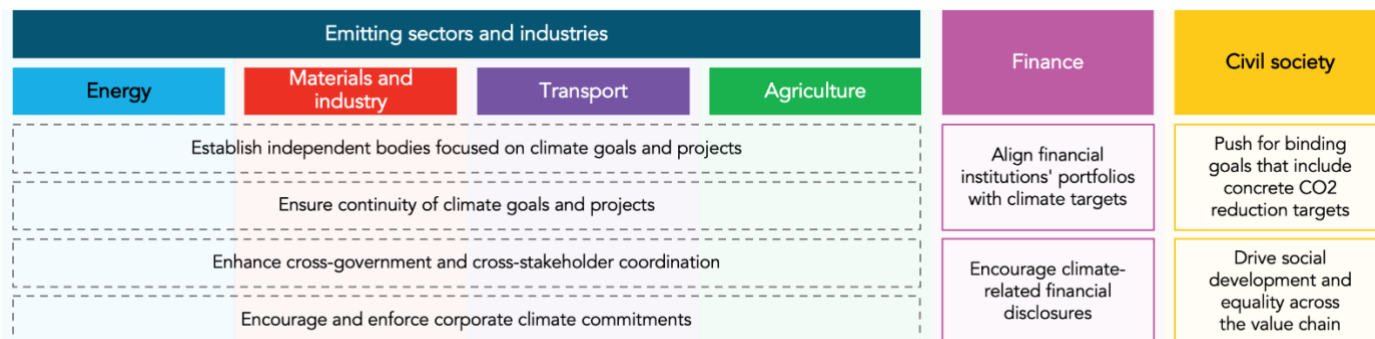 Emitting sectors and industries
Finance
Civil society
Energy
Materials and
industry
Transport
Agriculture
Establish independent bodies focused on climate goals and projects
Ensure continuity of climate goals and projects
Enhance cross-government and cross-stakeholder coordination
Encourage and enforce corporate climate commitments
Align financial
institutions' portfolios
with climate targets
Encourage climate-
related financial
disclosures
Push for binding
goals that include
concrete CO2
reduction targets
Drive social
development and
equality across
the value chain